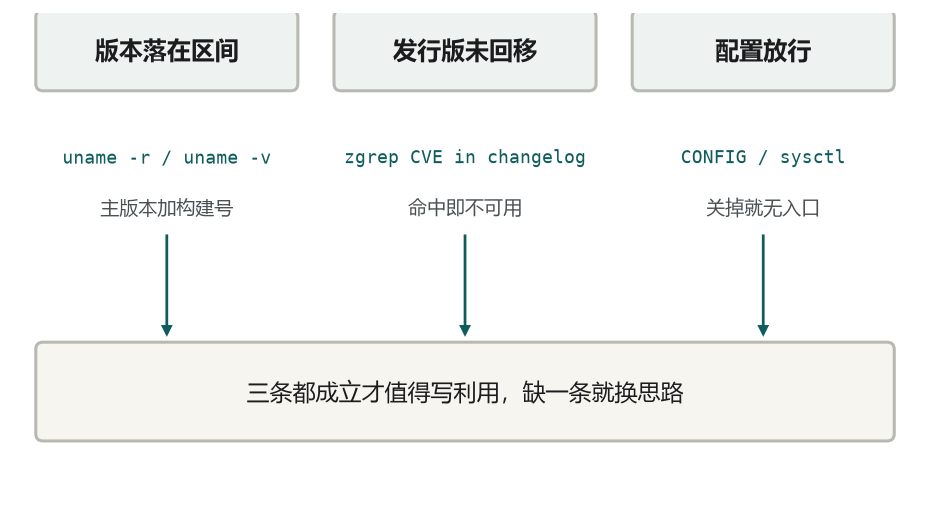 版本落在区间
发行版未回移
配置放行
uname -r / uname -v
zgrep CVE in changelog
CONFIG / sysctl
主版本加构建号
命中即不可用
关掉就无入口
三条都成立才值得写利用，缺一条就换思路